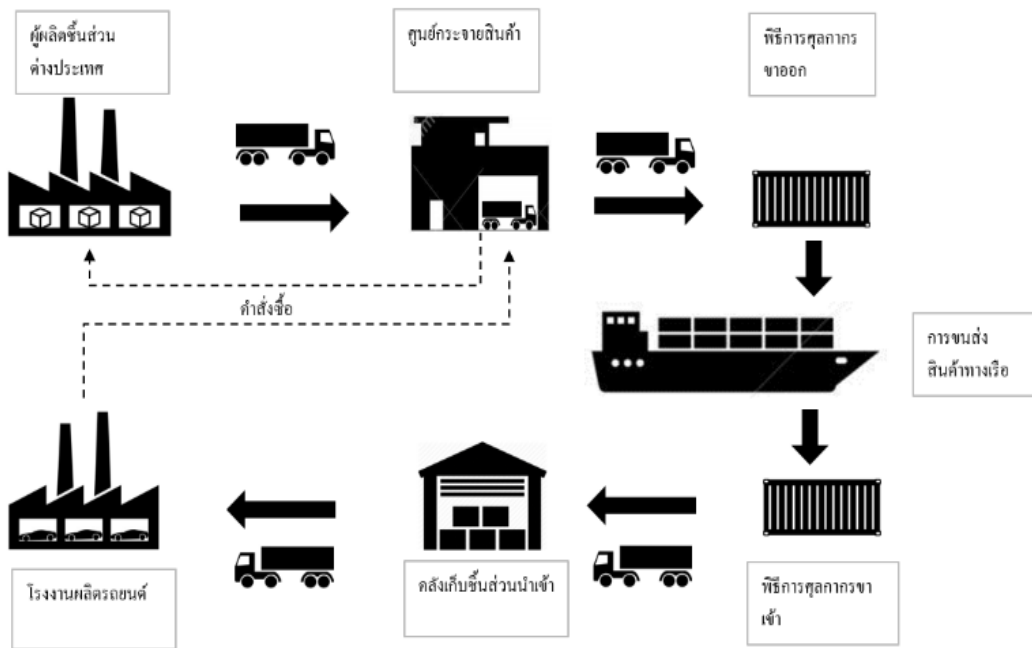 ผู้ผลิตชิ้นส่วน
ต่างประเทศ
ศูนย์กระจายสินค้า
พิธีการศุลกากร
ขาออก
คำสั่งซื้อ
การขนส่ง
สินค้าทางเรือ
โรงงานผลิตรถยนต์
คลังเก็บชิ้นส่วนนำเข้า
พิธีการศุลกากรขา
เข้า